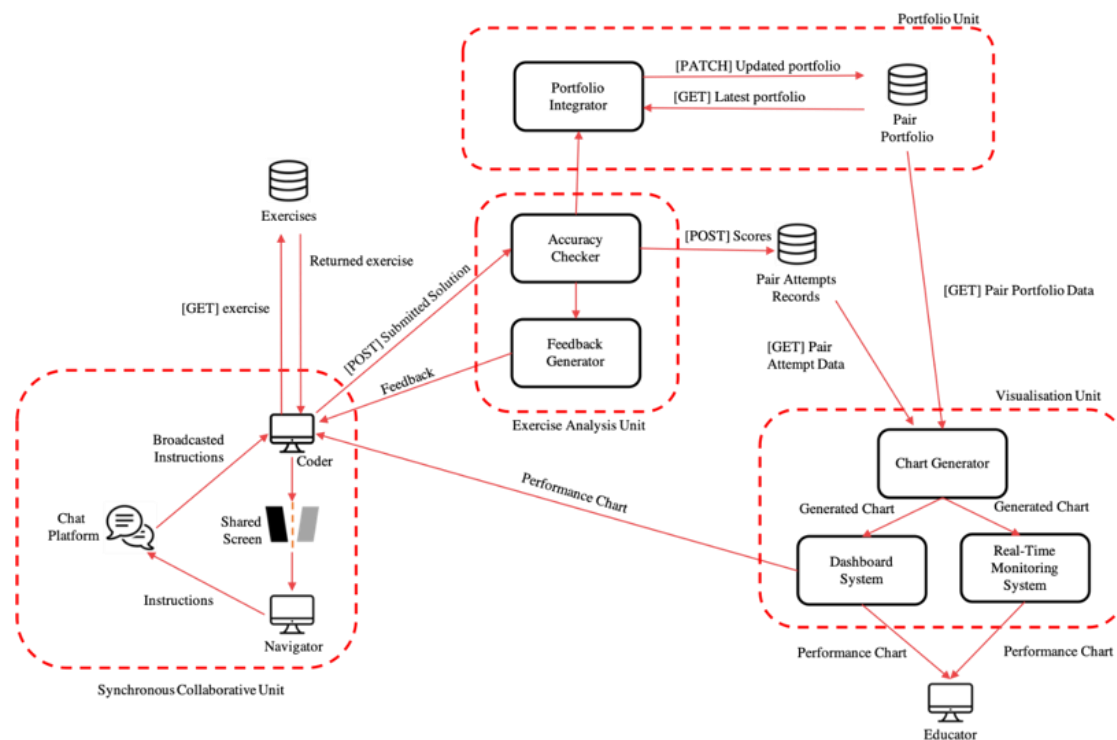 Portfolio Unit
[PATCH] Updated portfolio
Portfolio
Integrator
[GET] Latest portfolio
Pair
Portfolio
Exercises
Accuracy
Checker
[POST] Scores
Pair Attempts
Records
Returned exercise
[GET] exercise
[POST] Submitted Solution
[GET] Pair Portfolio Data
Feedback
Generator
[GET] Pair
Attempt Data
Feedback
Exercise Analysis Unit
Visualisation Unit
Broadcasted
Instructions
Coder
Chart Generator
Performance Chart
Generated Chart
Generated Chart
Chat
Platform
Shared
Screen
Dashboard
System
Real-Time
Monitoring
System
Instructions
Navigator
Performance Chart
Performance Chart
Synchronous Collaborative Unit
Educator